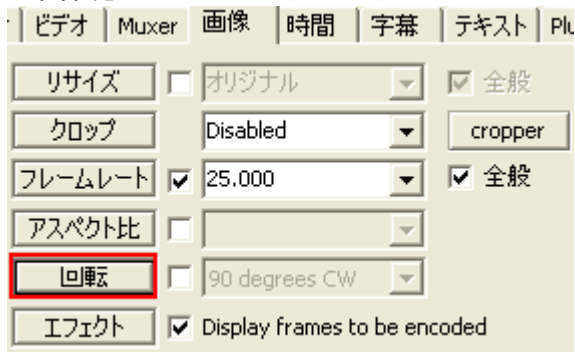 ビデオ Muxer 画像 時間 字幕 テキスト Plu
リサイズ オリジナル 全般
クロップ Disabled cropper
フレームレート 25.000 全般
アスペクト比
回転 90 degrees CW
エフェクト Display frames to be encoded